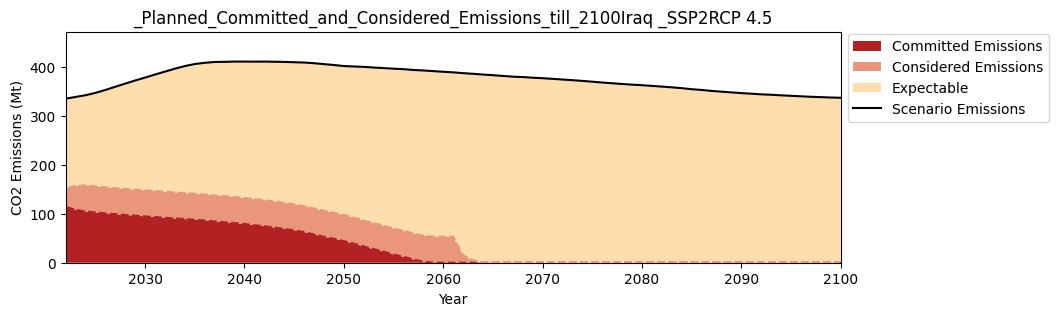 _Planned_Committed_and_Considered_Emissions_till_2100Iraq _SSP2RCP 4.5
CO2 Emissions (Mt)
400
300
200
100
0
2030 2040 2050 2060 2070 2080 2090 2100
Year
Committed Emissions
Considered Emissions
Expectable
Scenario Emissions